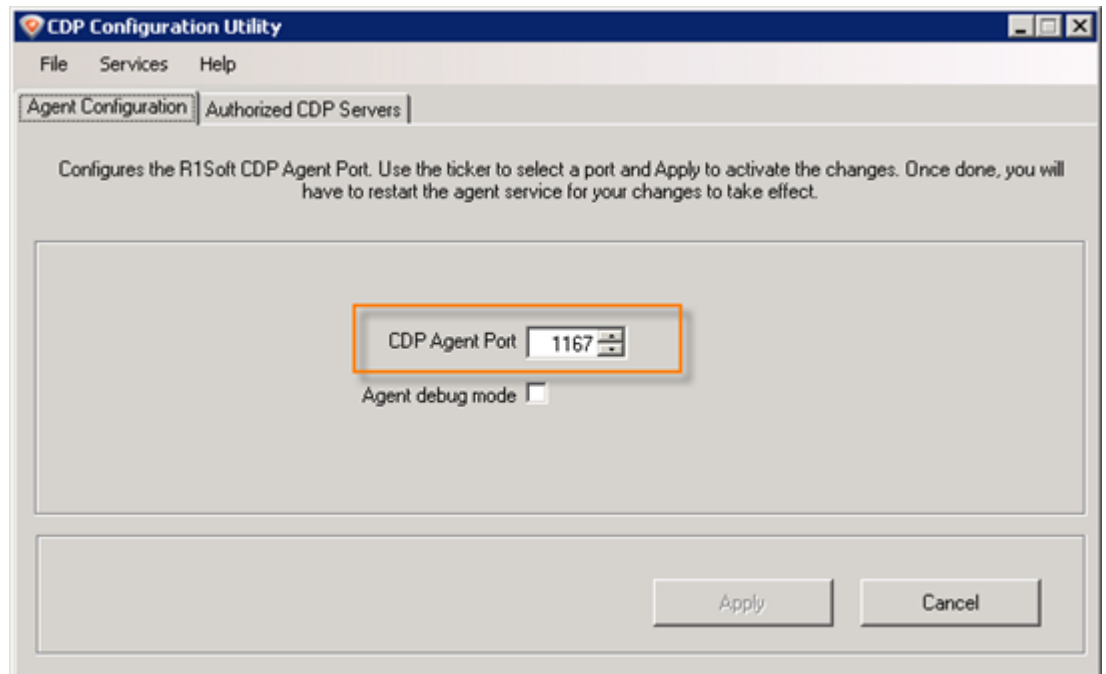 CDP Configuration Utility
File Services Help
Agent Configuration Authorized CDP Servers
Configures the R1Soft CDP Agent Port. Use the ticker to select a port and Apply to activate the changes. Once done, you will
have to restart the agent service for your changes to take effect.
CDP Agent Port 1167
Agent debug mode
Apply Cancel